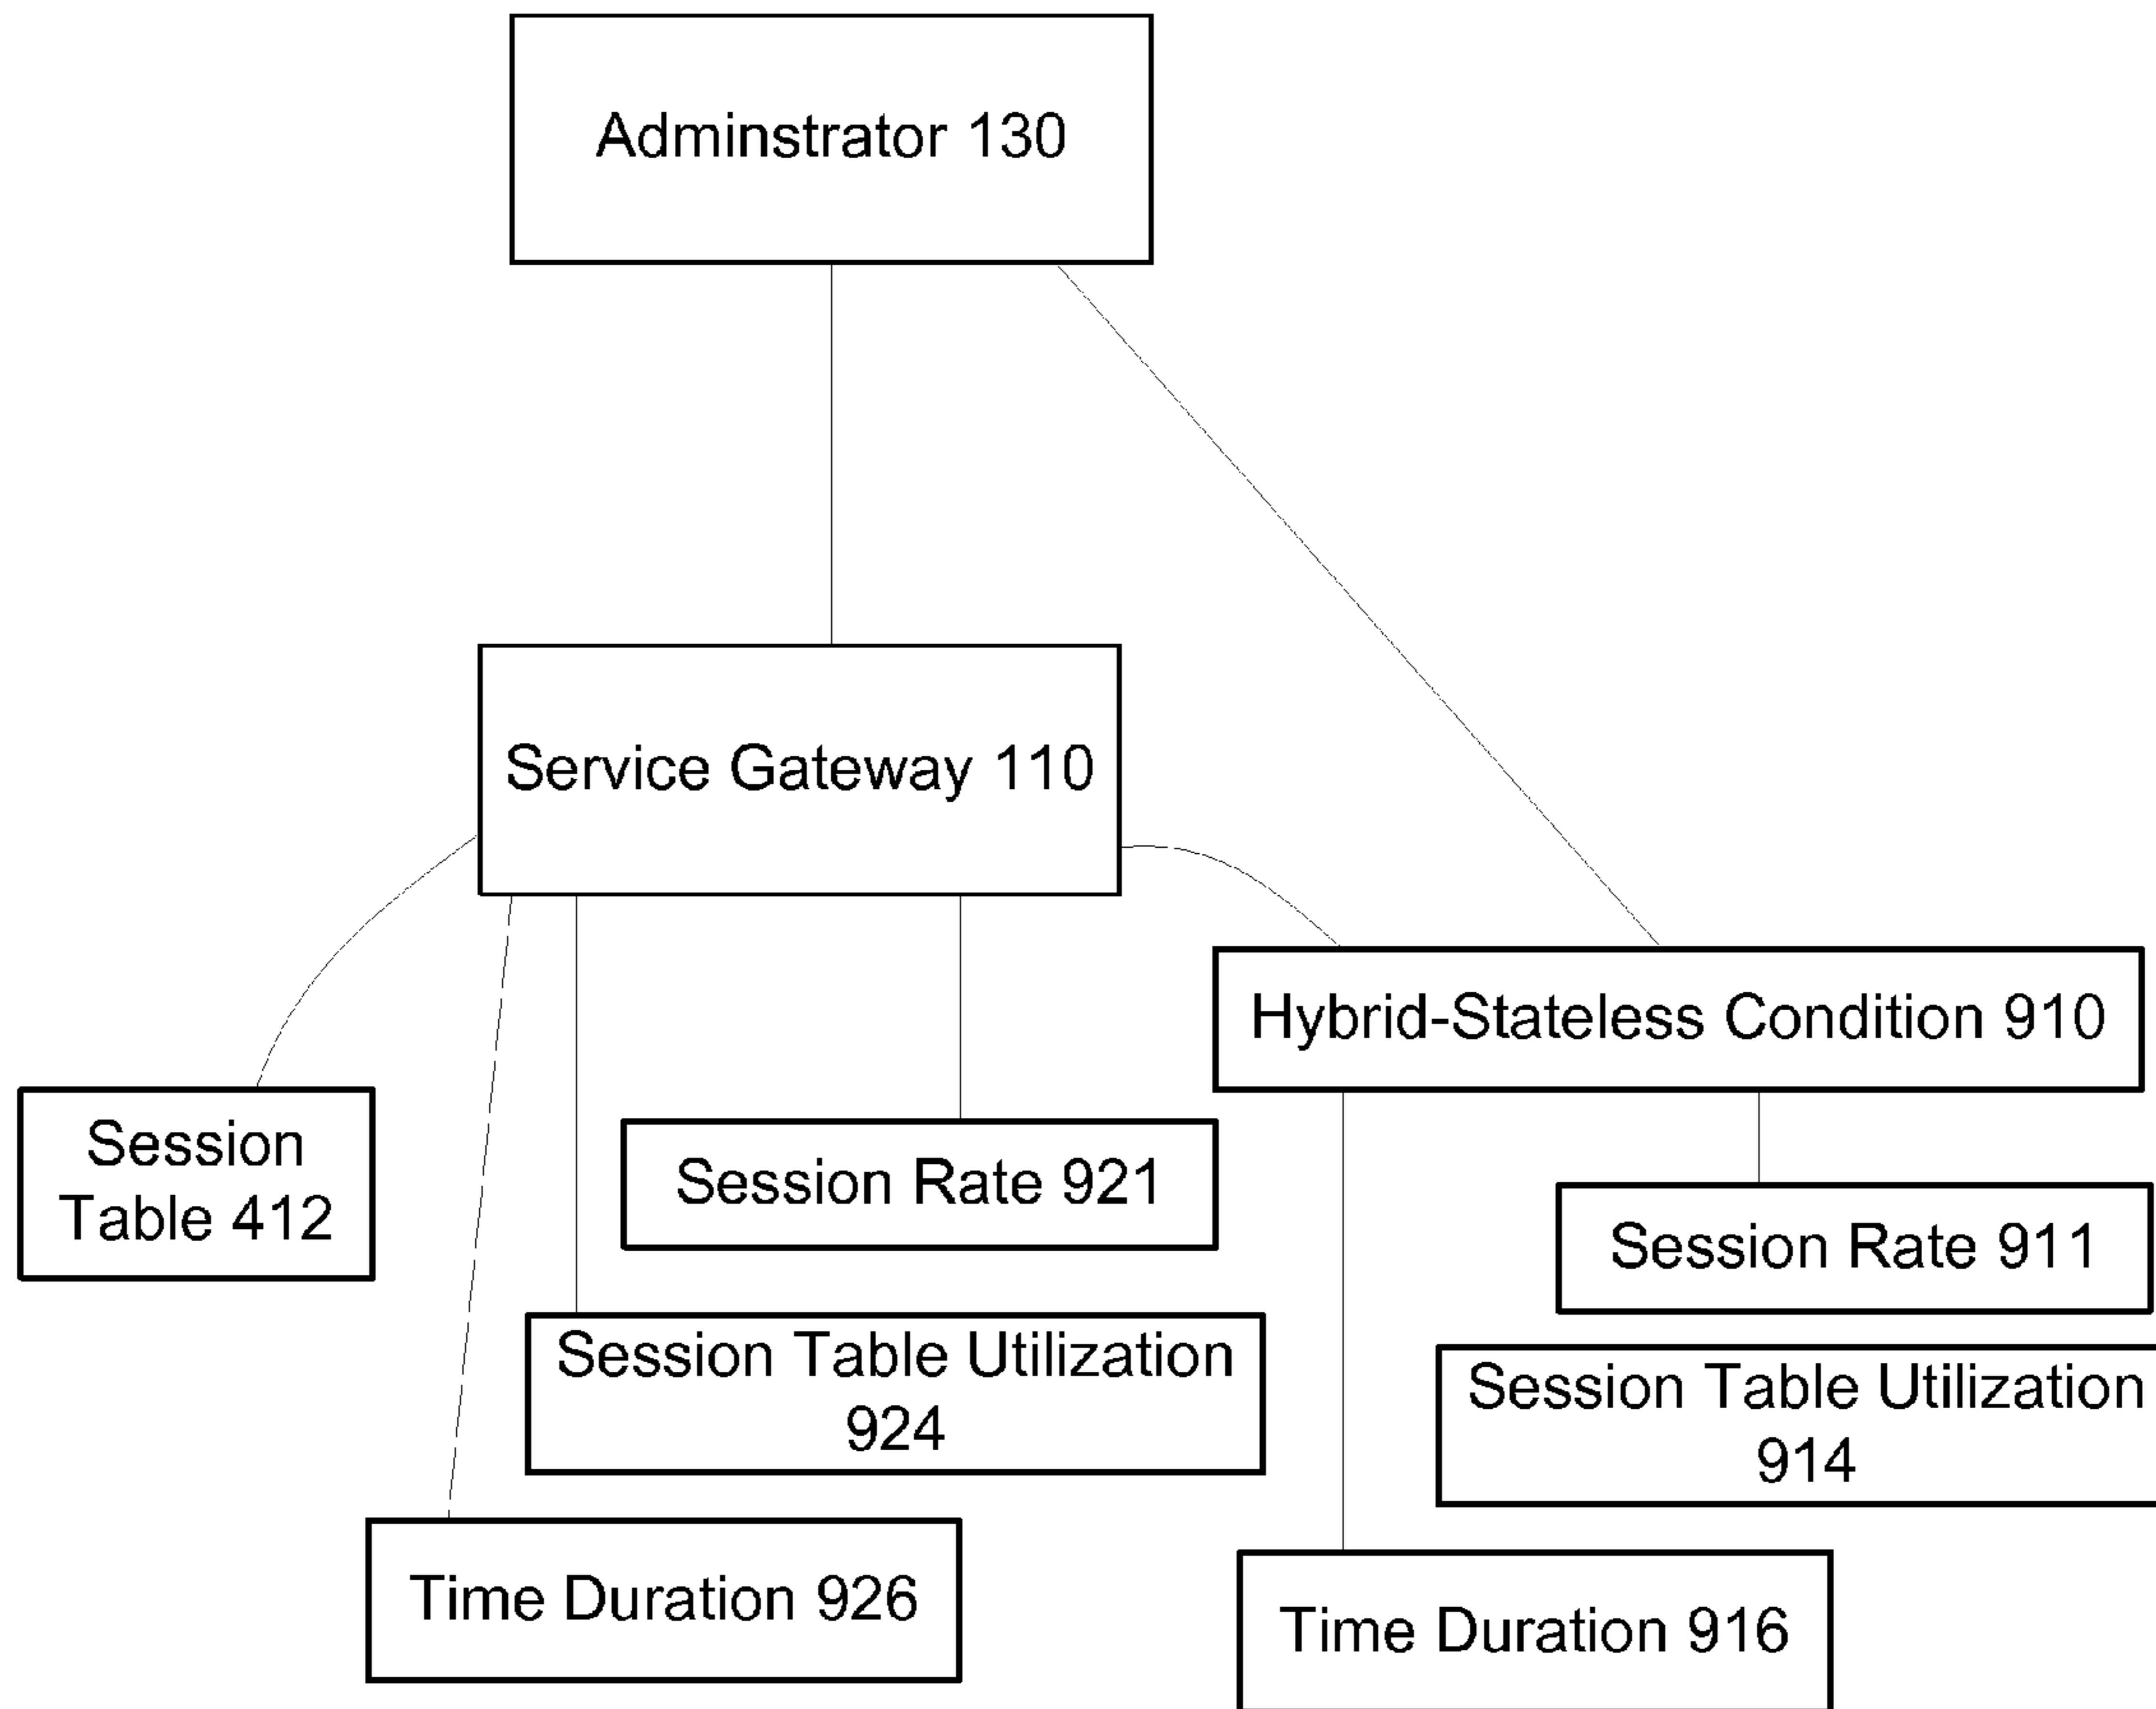 Adminstrator 130
Service Gateway 110
Hybrid-Stateless Condition 910
Session
Table 412
Session Rate 921
Session Rate 911
Session Table Utilization
924
Session Table Utilization
914
Time Duration 926
Time Duration 916